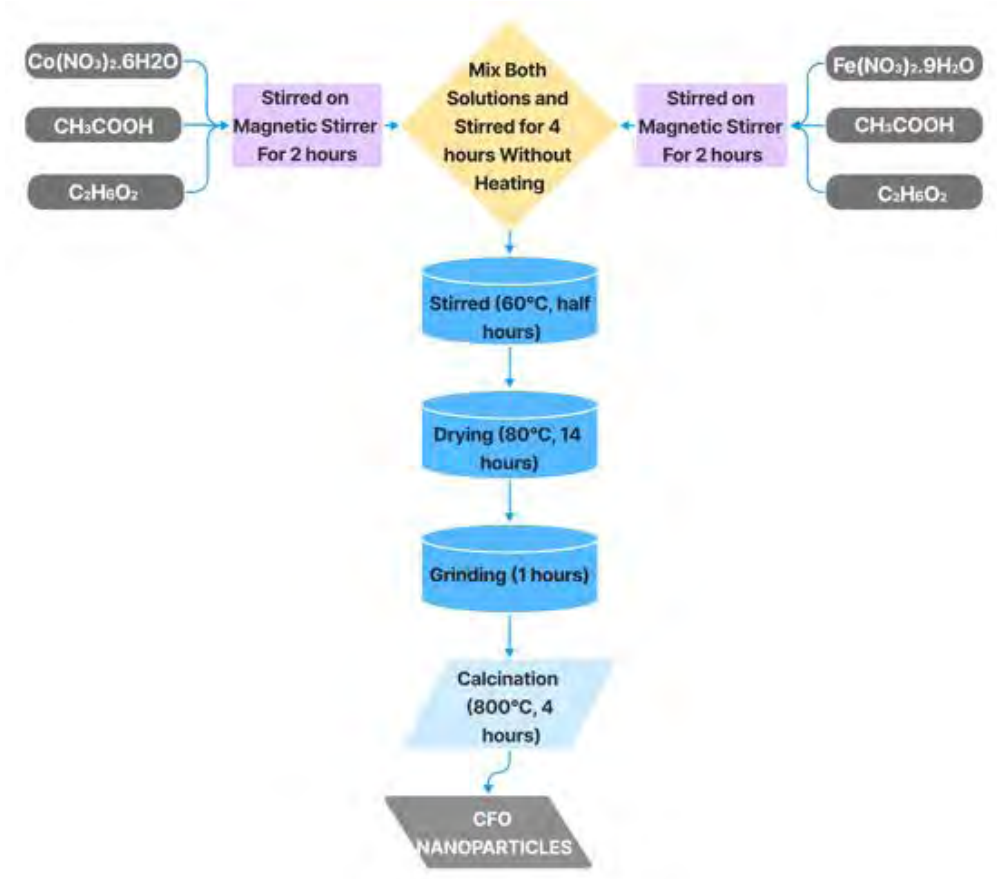 Co(NO₃)₂.6H2O
CH₃COOH
C₂H₆O₂
Stirred on
Magnetic Stirrer
For 2 hours
Mix Both
Solutions and
Stirred for 4
hours Without
Heating
Stirred on
Magnetic Stirrer
For 2 hours
Fe(NO₃)₂.9H₂O
CH₃COOH
C₂H₆O₂
Stirred (60°C, half
hours)
Drying (80°C, 14
hours)
Grinding (1 hours)
Calcination
(800°C, 4
hours)
CFO
NANOPARTICLES